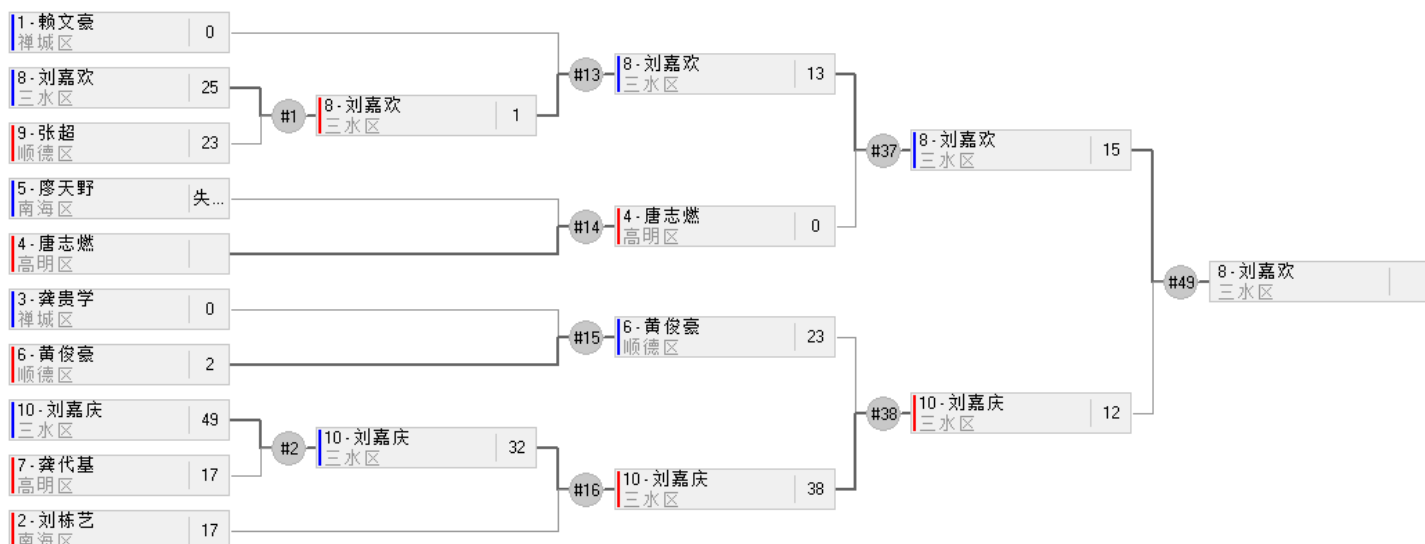 1 - 赖文豪
禅城区
0
8 - 刘嘉欢
三水区
25
9 - 张超
顺德区
23
5 - 廖天野
南海区
失...
4 - 唐志燃
高明区
3 - 龚贵学
禅城区
0
6 - 黄俊豪
顺德区
2
10 - 刘嘉庆
三水区
49
7 - 龚代基
高明区
17
2 - 刘栋艺
南海区
17
#1
8 - 刘嘉欢
三水区
1
#2
10 - 刘嘉庆
三水区
32
#13
8 - 刘嘉欢
三水区
13
#14
4 - 唐志燃
高明区
0
#15
6 - 黄俊豪
顺德区
23
#16
10 - 刘嘉庆
三水区
38
#37
8 - 刘嘉欢
三水区
15
#38
10 - 刘嘉庆
三水区
12
#49
8 - 刘嘉欢
三水区